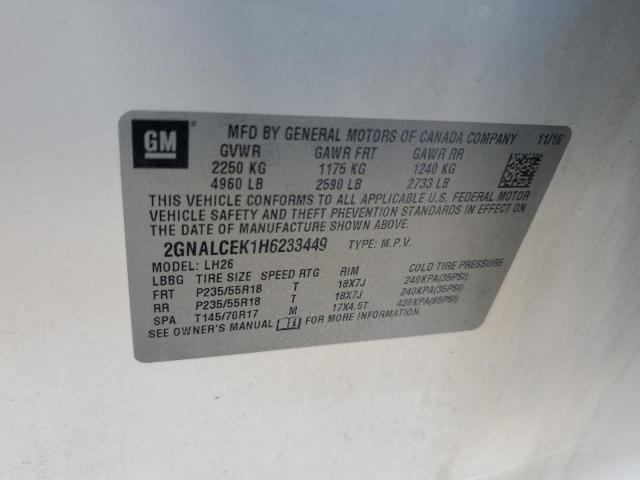 GM
MFD BY GENERAL MOTORS OF CANADA COMPANY 11/16
GVWR GAWR FRT GAWR RR
2250 KG 1175 KG 1240 KG
4960 LB 2590 LB 2733 LB
THIS VEHICLE CONFORMS TO ALL APPLICABLE U.S. FEDERAL MOTOR
VEHICLE SAFETY AND THEFT PREVENTION STANDARDS IN EFFECT ON
THE DATE OF MANUFACTURE SHOWN ABOVE.
2GNALCEK1H6233449 TYPE: M.P.V.
MODEL: LH26
LBBG TIRE SIZE SPEED RTG RIM COLD TIRE PRESSURE
FRT P235/55R18 T 18X7J 240KPA(35PSI)
RR P235/55R18 T 18X7J 240KPA(35PSI)
SPA T145/70R17 M 17X4.5T 420KPA(60PSI)
SEE OWNER'S MANUAL FOR MORE INFORMATION.